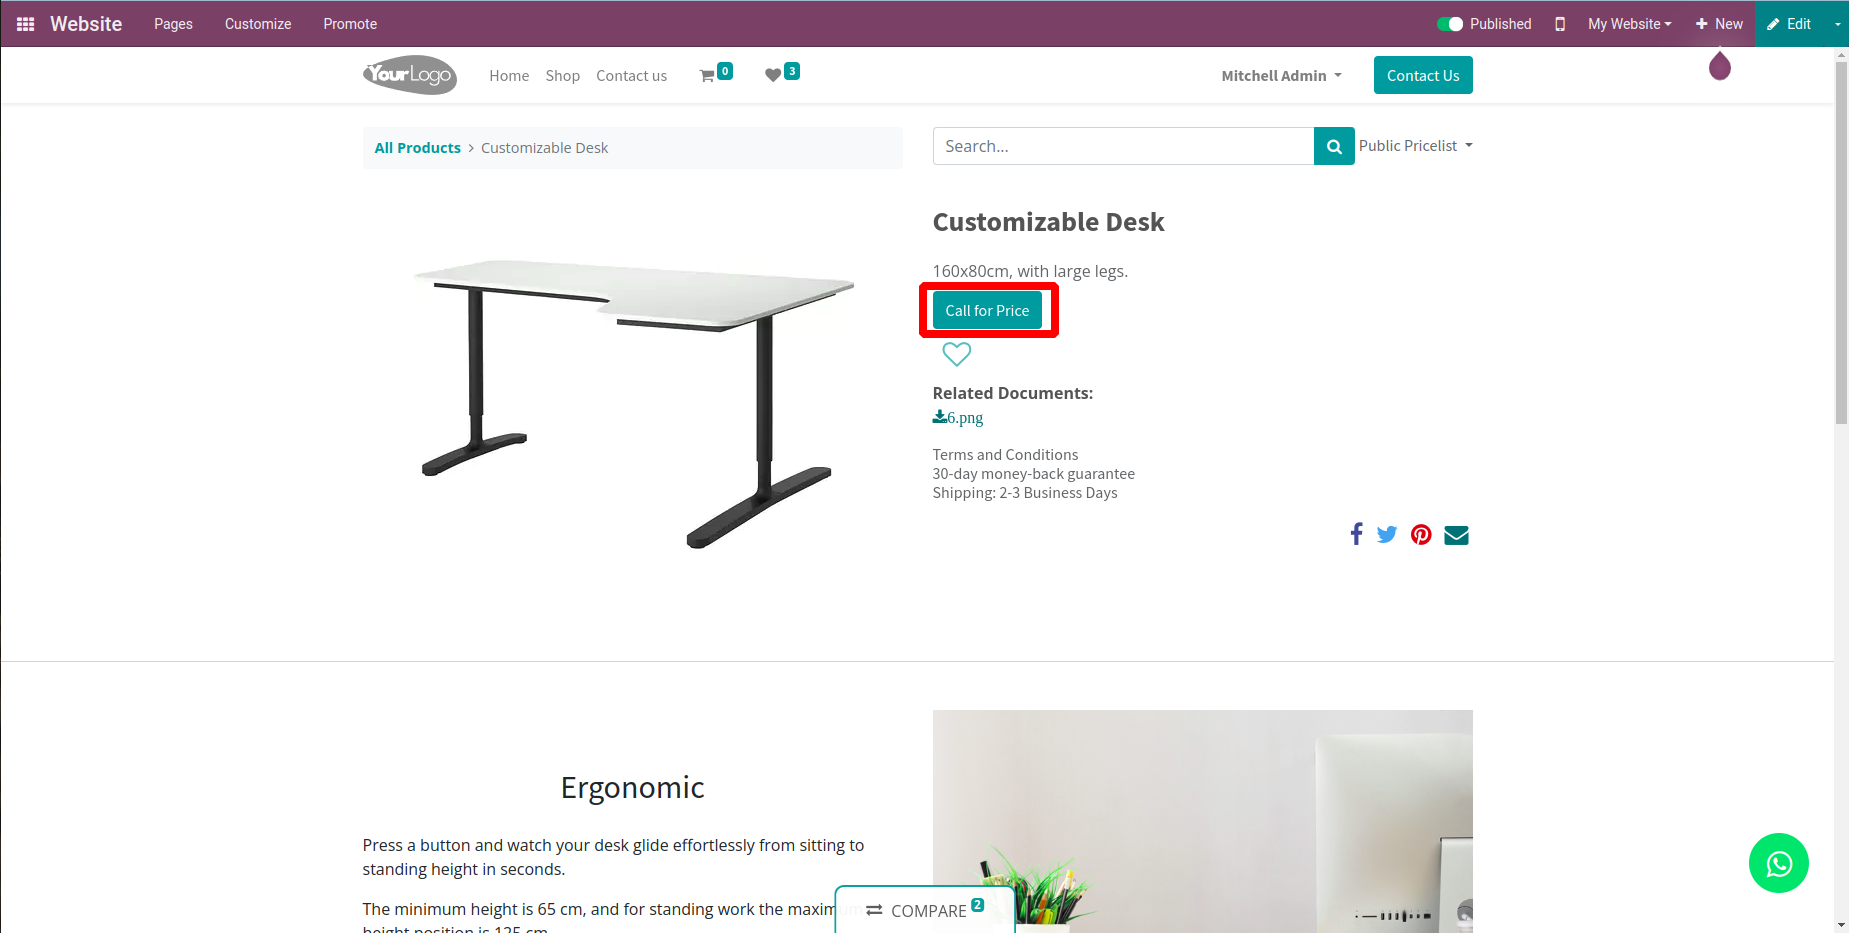 Website Pages Customize Promote Published My Website New Edit
YourLogo Home Shop Contact us 0 3 Mitchell Admin Contact Us
All Products > Customizable Desk
Search... Public Pricelist
Customizable Desk
160x80cm, with large legs.
Call for Price
Related Documents:
6.png
Terms and Conditions
30-day money-back guarantee
Shipping: 2-3 Business Days
Ergonomic
Press a button and watch your desk glide effortlessly from sitting to
standing height in seconds.
The minimum height is 65 cm, and for standing work the maximum
height position is 125 cm
COMPARE 2